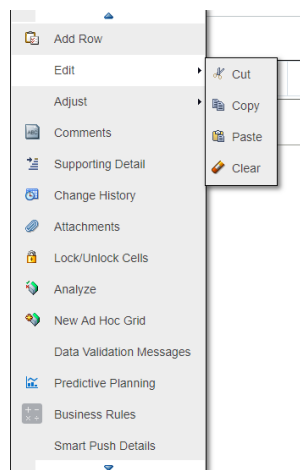 Add Row
Edit
Cut
Adjust
Copy
Comments
Paste
Supporting Detail
Clear
Change History
Attachments
Lock/Unlock Cells
Analyze
New Ad Hoc Grid
Data Validation Messages
Predictive Planning
Business Rules
Smart Push Details